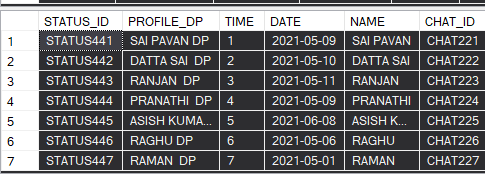 STATUS_ID PROFILE_DP TIME DATE NAME CHAT_ID
1 STATUS441 SAI PAVAN DP 1 2021-05-09 SAI PAVAN CHAT221
2 STATUS442 DATTA SAI DP 2 2021-05-10 DATTA SAI CHAT222
3 STATUS443 RANJAN DP 3 2021-05-11 RANJAN CHAT223
4 STATUS444 PRANATHI DP 4 2021-05-09 PRANATHI CHAT224
5 STATUS445 ASISH KUMA... 5 2021-06-08 ASISH K... CHAT225
6 STATUS446 RAGHU DP 6 2021-05-06 RAGHU CHAT226
7 STATUS447 RAMAN DP 7 2021-05-01 RAMAN CHAT227